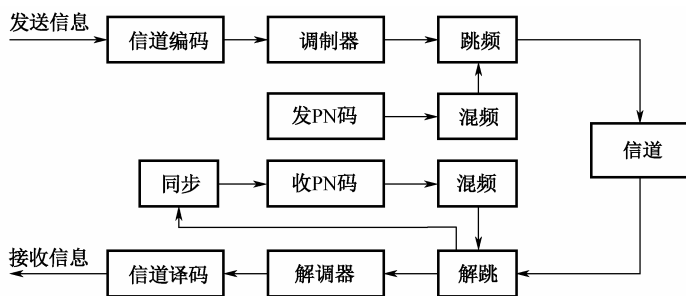 发送信息
信道编码
调制器
跳频
发PN码
混频
信道
同步
收PN码
混频
接收信息
信道译码
解调器
解跳